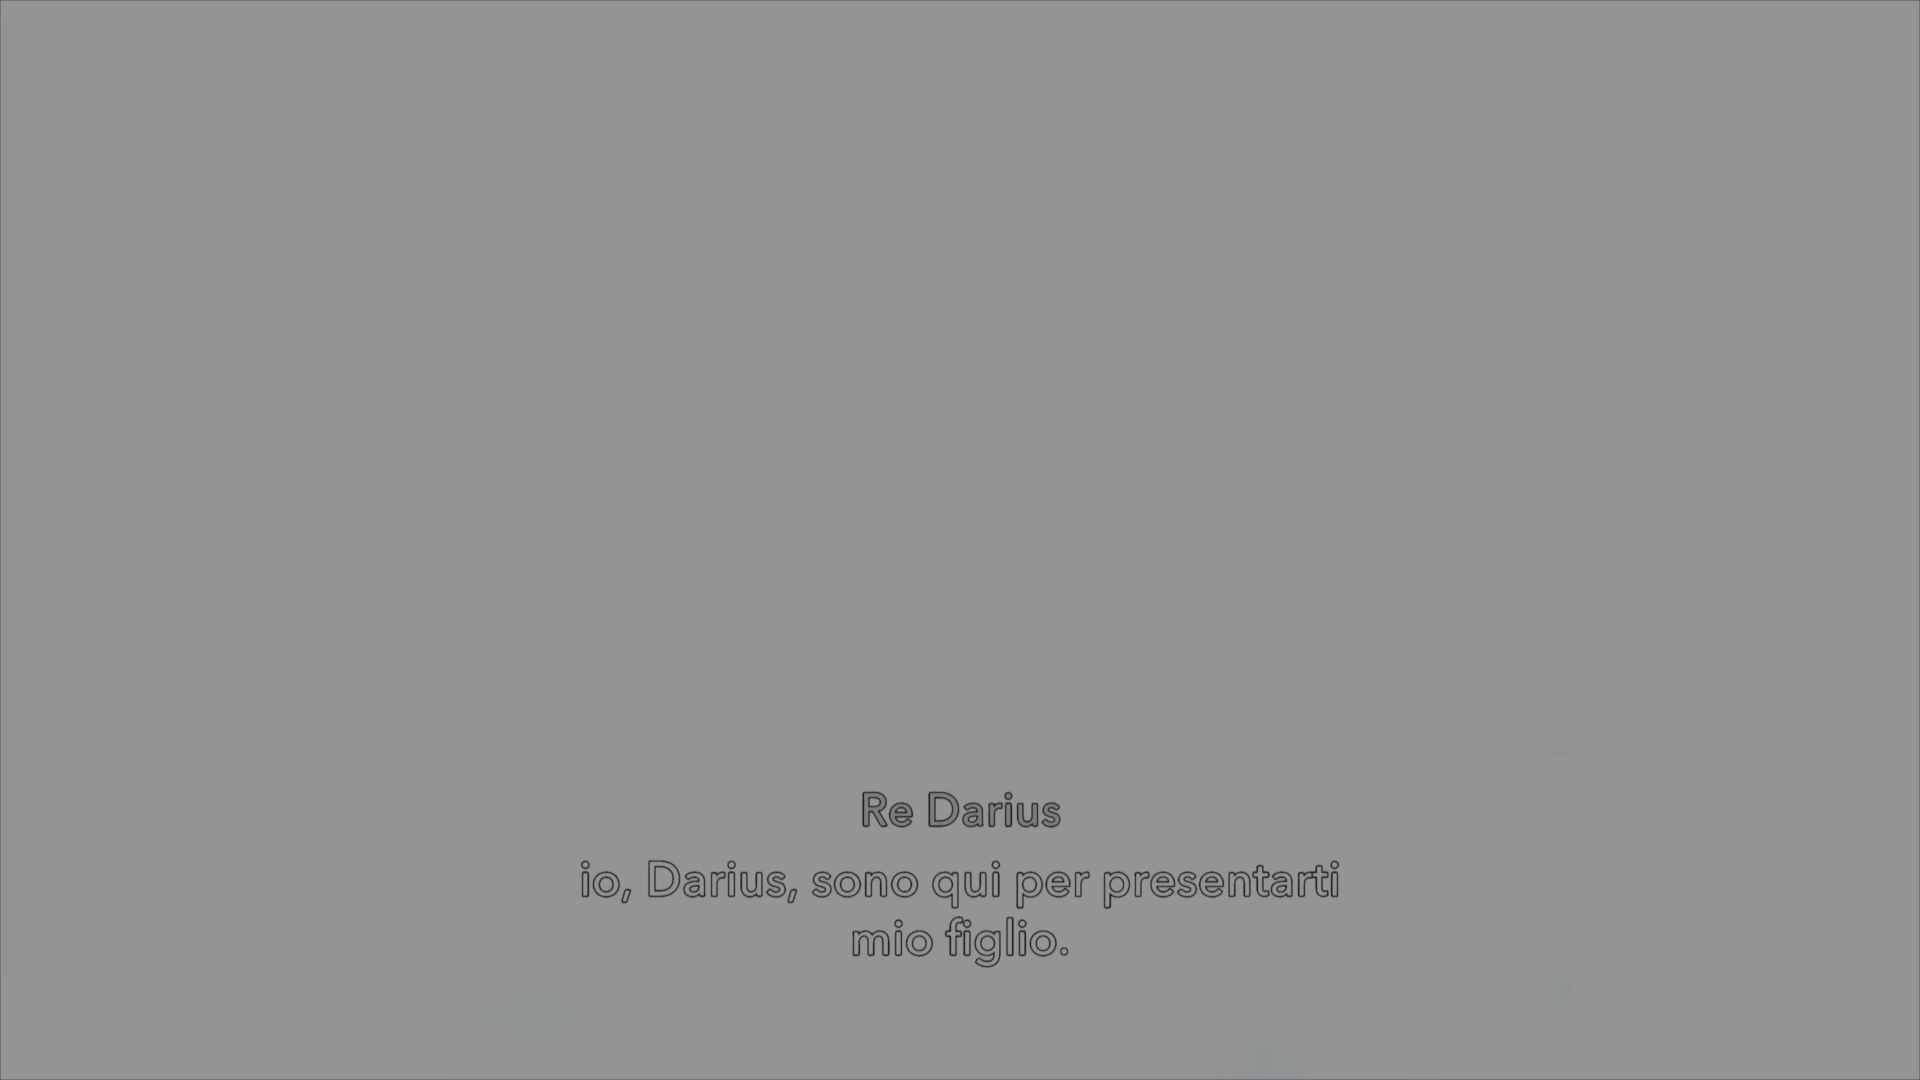 Re Darius
io, Darius, sono qui per presentarti
mio figlio.